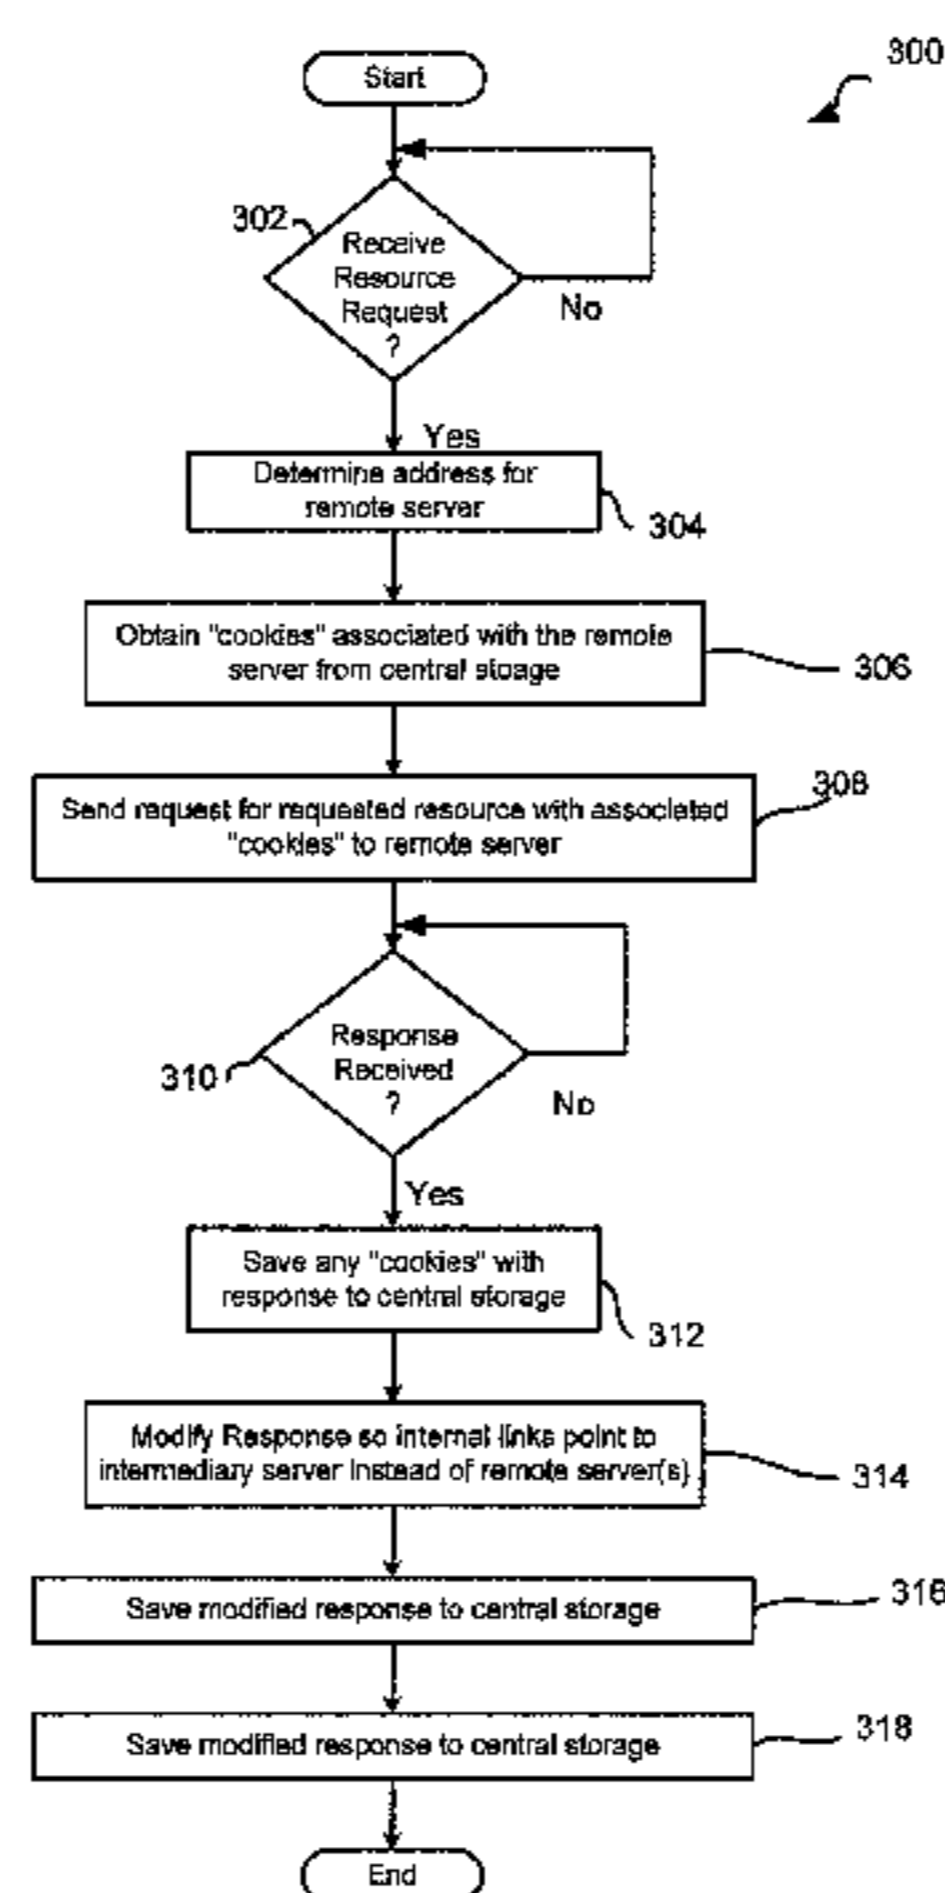 300
Start
302
Receive
Resource
Request
?
No
Yes
Determine address for
remote server
304
Obtain "cookies" associated with the remote
server from central stoage
306
Send request for requested resource with associated
"cookies" to remote server
308
Response
Received
?
310
No
Yes
Save any "cookies" with
response to central storage
312
Modify Response so internal links point to
intermediary server instead of remote server(s)
314
Save modified response to central storage
316
Save modified response to central storage
318
End